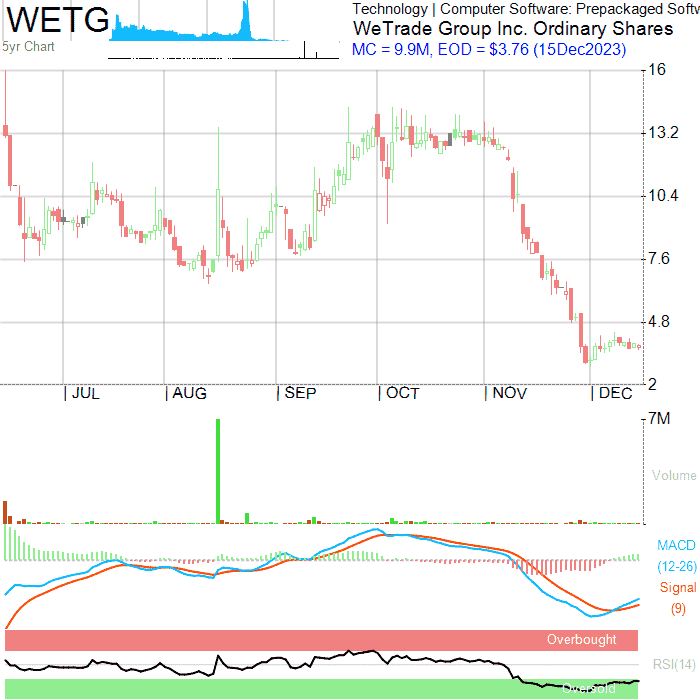 WETG
5yr Chart
Technology | Computer Software: Prepackaged Softw
WeTrade Group Inc. Ordinary Shares
MC = 9.9M, EOD = $3.76 (15Dec2023)
16
13.2
10.4
7.6
4.8
2
JUL AUG SEP OCT NOV DEC
7M
Volume
MACD
(12-26)
Signal
(9)
Overbought
RSI(14)
Oversold